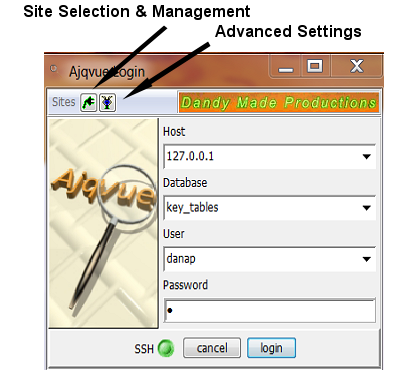 Site Selection & Management
Advanced Settings
Ajqvue Login
Sites
Dandy Made Productions
Ajqvue
Host
127.0.0.1
Database
key_tables
User
danap
Password
SSH
cancel
login